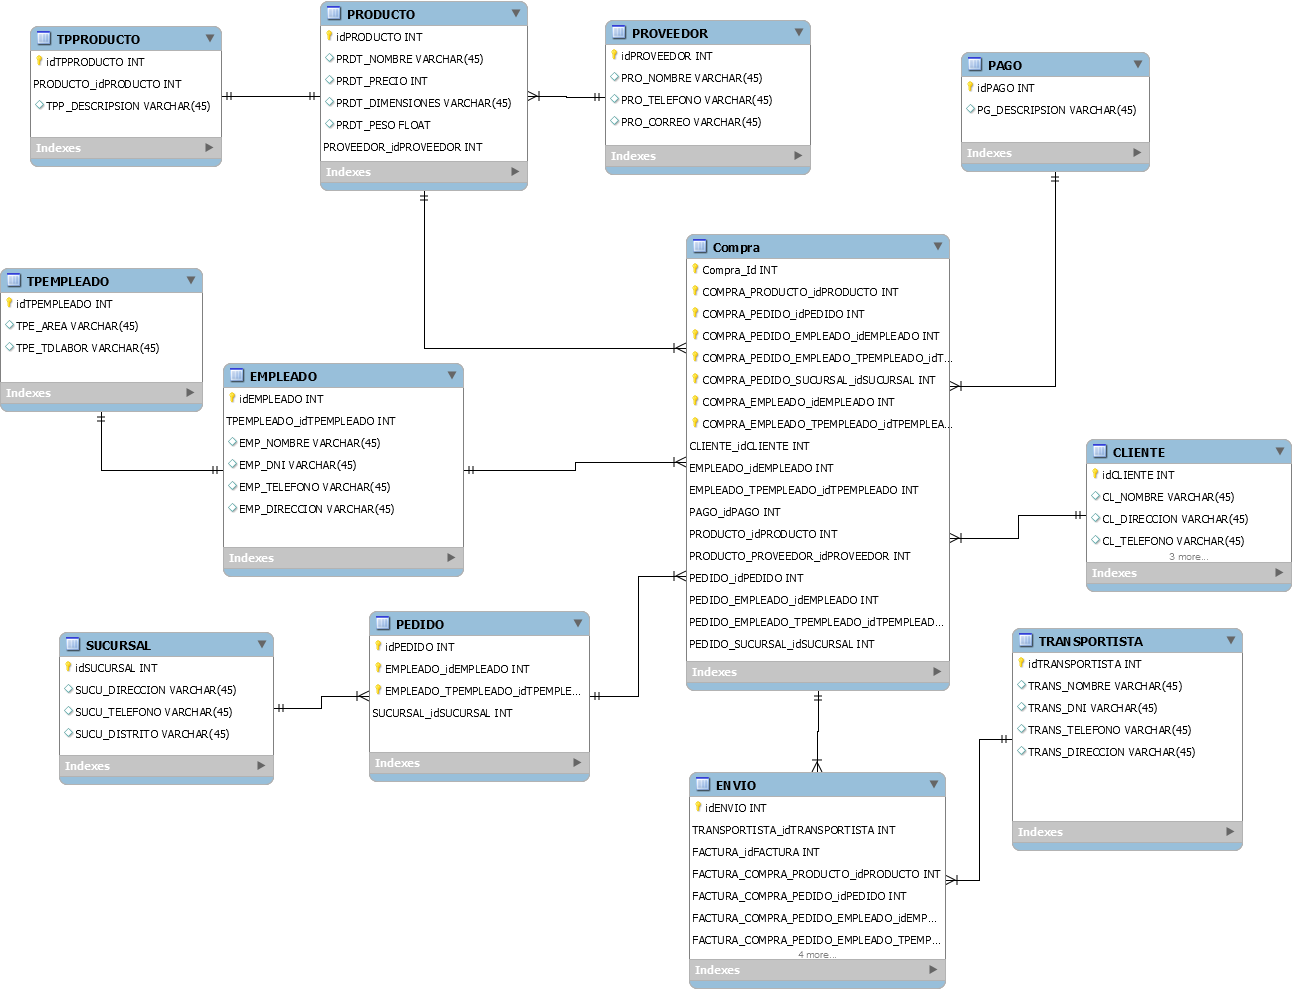 TPPRODUCTO
idTPPRODUCTO INT
PRODUCTO_idPRODUCTO INT
TPP_DESCRIPSION VARCHAR(45)
Indexes
PRODUCTO
idPRODUCTO INT
PRDT_NOMBRE VARCHAR(45)
PRDT_PRECIO INT
PRDT_DIMENSIONES VARCHAR(45)
PRDT_PESO FLOAT
PROVEEDOR_idPROVEEDOR INT
Indexes
PROVEEDOR
idPROVEEDOR INT
PRO_NOMBRE VARCHAR(45)
PRO_TELEFONO VARCHAR(45)
PRO_CORREO VARCHAR(45)
Indexes
PAGO
idPAGO INT
PG_DESCRIPSION VARCHAR(45)
Indexes
TPEMPLEADO
idTPEMPLEADO INT
TPE_AREA VARCHAR(45)
TPE_TDLABOR VARCHAR(45)
Indexes
EMPLEADO
idEMPLEADO INT
TPEMPLEADO_idTPEMPLEADO INT
EMP_NOMBRE VARCHAR(45)
EMP_DNI VARCHAR(45)
EMP_TELEFONO VARCHAR(45)
EMP_DIRECCION VARCHAR(45)
Indexes
Compra
Compra_Id INT
COMPRA_PRODUCTO_idPRODUCTO INT
COMPRA_PEDIDO_idPEDIDO INT
COMPRA_PEDIDO_EMPLEADO_idEMPLEADO INT
COMPRA_PEDIDO_EMPLEADO_TPEMPLEADO_idT...
COMPRA_PEDIDO_SUCURSAL_idSUCURSAL INT
COMPRA_EMPLEADO_idEMPLEADO INT
COMPRA_EMPLEADO_TPEMPLEADO_idTPEMPLEA...
CLIENTE_idCLIENTE INT
EMPLEADO_idEMPLEADO INT
EMPLEADO_TPEMPLEADO_idTPEMPLEADO INT
PAGO_idPAGO INT
PRODUCTO_idPRODUCTO INT
PRODUCTO_PROVEEDOR_idPROVEEDOR INT
PEDIDO_idPEDIDO INT
PEDIDO_EMPLEADO_idEMPLEADO INT
PEDIDO_EMPLEADO_TPEMPLEADO_idTPEMPLEAD...
PEDIDO_SUCURSAL_idSUCURSAL INT
Indexes
CLIENTE
idCLIENTE INT
CL_NOMBRE VARCHAR(45)
CL_DIRECCION VARCHAR(45)
CL_TELEFONO VARCHAR(45)
3 more...
Indexes
SUCURSAL
idSUCURSAL INT
SUCU_DIRECCION VARCHAR(45)
SUCU_TELEFONO VARCHAR(45)
SUCU_DISTRITO VARCHAR(45)
Indexes
PEDIDO
idPEDIDO INT
EMPLEADO_idEMPLEADO INT
EMPLEADO_TPEMPLEADO_idTPEMPLE...
SUCURSAL_idSUCURSAL INT
Indexes
TRANSPORTISTA
idTRANSPORTISTA INT
TRANS_NOMBRE VARCHAR(45)
TRANS_DNI VARCHAR(45)
TRANS_TELEFONO VARCHAR(45)
TRANS_DIRECCION VARCHAR(45)
Indexes
ENVIO
idENVIO INT
TRANSPORTISTA_idTRANSPORTISTA INT
FACTURA_idFACTURA INT
FACTURA_COMPRA_PRODUCTO_idPRODUCTO INT
FACTURA_COMPRA_PEDIDO_idPEDIDO INT
FACTURA_COMPRA_PEDIDO_EMPLEADO_idEMP...
FACTURA_COMPRA_PEDIDO_EMPLEADO_TPEMP...
4 more...
Indexes